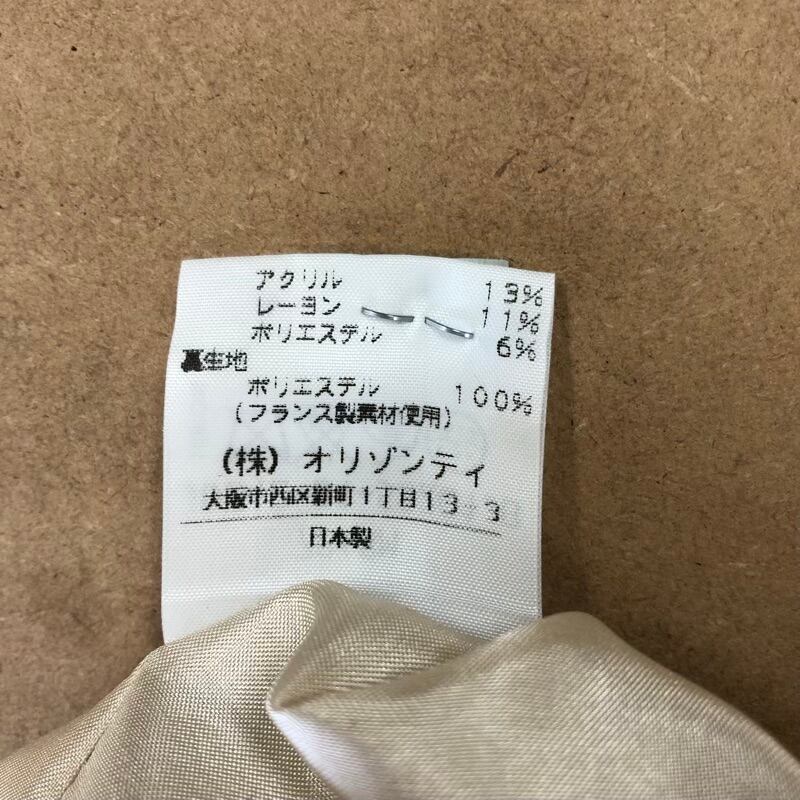 アクリル 13%
レーヨン 11%
ポリエステル 6%
裏生地
ポリエステル 100%
(フランス製素材使用)
(株) オリゾンティ
大阪市西区新町1丁目13-3
日本製